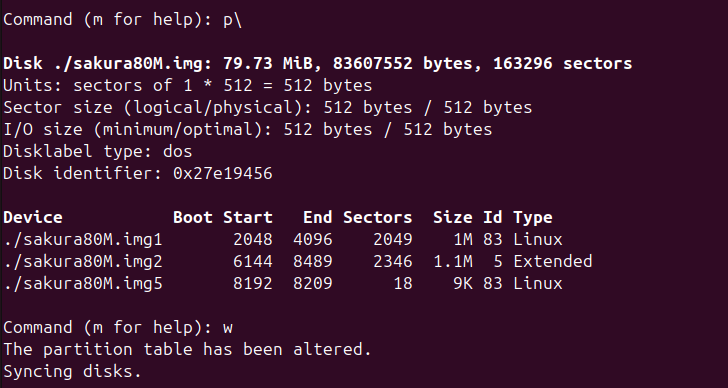 Command (m for help): p\
Disk ./sakura80M.img: 79.73 MiB, 83607552 bytes, 163296 sectors
Units: sectors of 1 * 512 = 512 bytes
Sector size (logical/physical): 512 bytes / 512 bytes
I/O size (minimum/optimal): 512 bytes / 512 bytes
Disklabel type: dos
Disk identifier: 0x27e19456
Device Boot Start End Sectors Size Id Type
./sakura80M.img1 2048 4096 2049 1M 83 Linux
./sakura80M.img2 6144 8489 2346 1.1M 5 Extended
./sakura80M.img5 8192 8209 18 9K 83 Linux
Command (m for help): w
The partition table has been altered.
Syncing disks.